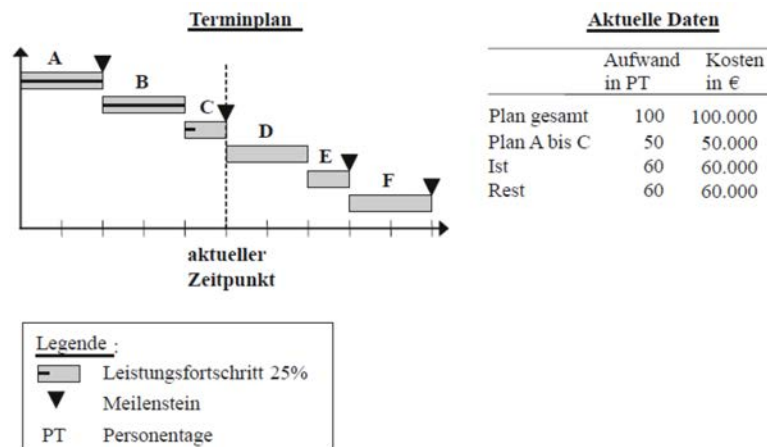 Terminplan
A
B
C
D
E
F
aktueller
Zeitpunkt
Aktuelle Daten
Aufwand Kosten
in PT in €
Plan gesamt 100 100.000
Plan A bis C 50 50.000
Ist 60 60.000
Rest 60 60.000
Legende :
Leistungsfortschritt 25%
Meilenstein
PT Personentage